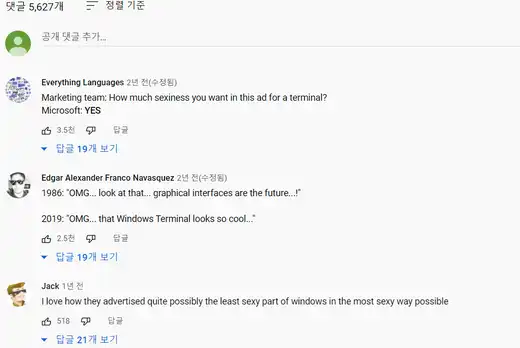 댓글 5,627개 정렬 기준
공개 댓글 추가...
Everything Languages 2년 전(수정됨)
Marketing team: How much sexiness you want in this ad for a terminal?
Microsoft: YES
3.5천 답글
답글 19개 보기
Edgar Alexander Franco Navasquez 2년 전(수정됨)
1986: "OMG... look at that... graphical interfaces are the future...!"
2019: "OMG... that Windows Terminal looks so cool..."
2.5천 답글
답글 19개 보기
Jack 1년 전
I love how they advertised quite possibly the least sexy part of windows in the most sexy way possible
518 답글
답글 21개 보기